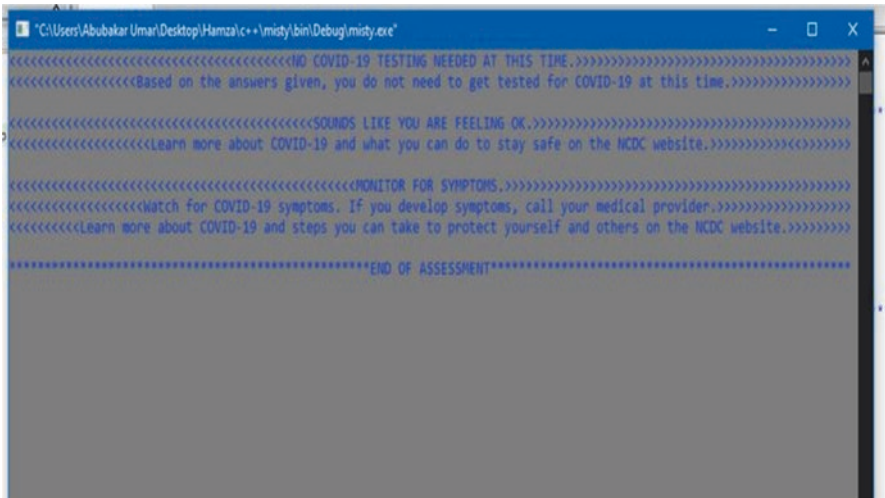 "C:\Users\Abubakar Umar\Desktop\Hamza\c++\misty\bin\Debug\misty.exe"
<<<<<<<<<<<<<<<<<<<<<<<<<<<<<<<<<<<<<<<<NO COVID-19 TESTING NEEDED AT THIS TIME.>>>>>>>>>>>>>>>>>>>>>>>>>>>>>>>>>>>>>>>
<<<<<<<<<<<<<<<<<<Based on the answers given, you do not need to get tested for COVID-19 at this time.>>>>>>>>>>>>>>>>>
<<<<<<<<<<<<<<<<<<<<<<<<<<<<<<<<<<<<<<<<<<<SOUNDS LIKE YOU ARE FEELING OK.>>>>>>>>>>>>>>>>>>>>>>>>>>>>>>>>>>>>>>>>>>>>>
<<<<<<<<<<<<<<<<<<<<Learn more about COVID-19 and what you can do to stay safe on the NCDC website.>>>>>>>>>>><<>>>>>>>
<<<<<<<<<<<<<<<<<<<<<<<<<<<<<<<<<<<<<<<<<<<<<<<<<MONITOR FOR SYMPTOMS.>>>>>>>>>>>>>>>>>>>>>>>>>>>>>>>>>>>>>>>>>>>>>>>>>
<<<<<<<<<<<<<<<<<<<Watch for COVID-19 symptoms. If you develop symptoms, call your medical provider.>>>>>>>>>>>>>>>>>>>
<<<<<<<<<<Learn more about COVID-19 and steps you can take to protect yourself and others on the NCDC website.>>>>>>>>>
***************************************************END OF ASSESSMENT***************************************************